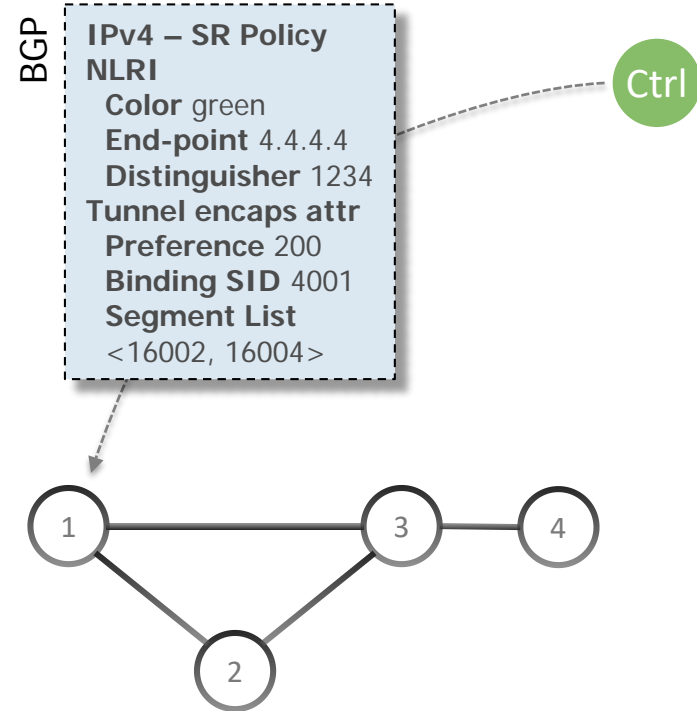 BGP
IPv4 – SR Policy
NLRI
Color green
End-point 4.4.4.4
Distinguisher 1234
Tunnel encaps attr
Preference 200
Binding SID 4001
Segment List
<16002, 16004>
Ctrl
1
3
4
2